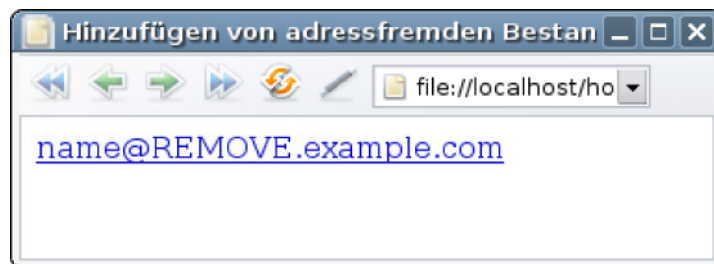 Hinzufügen von adressfremden Bestan
file://localhost/ho
name@REMOVE.example.com